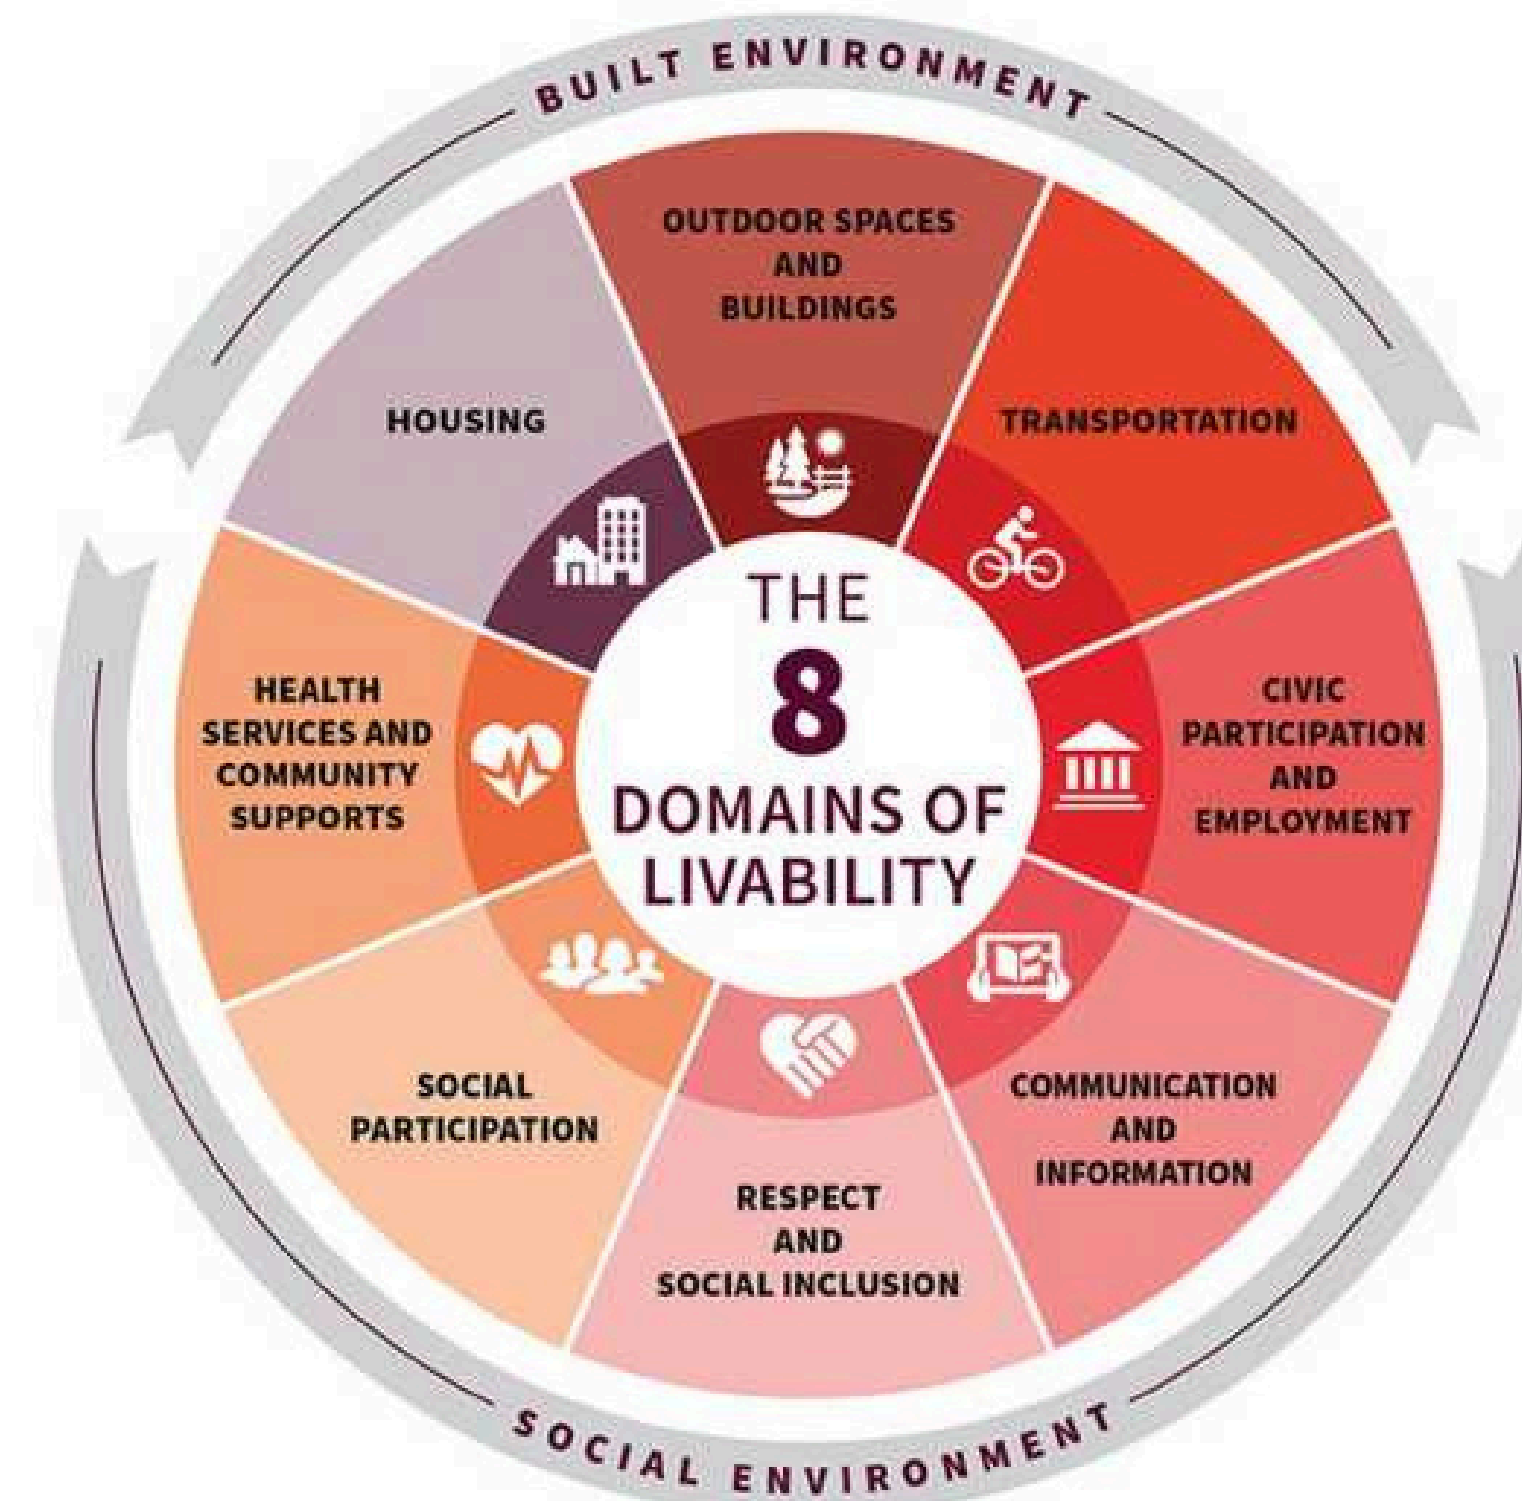 BUILT ENVIRONMENT
OUTDOOR SPACES
AND
BUILDINGS
TRANSPORTATION
CIVIC
PARTICIPATION
AND
EMPLOYMENT
COMMUNICATION
AND
INFORMATION
RESPECT
AND
SOCIAL INCLUSION
SOCIAL
PARTICIPATION
HEALTH
SERVICES AND
COMMUNITY
SUPPORTS
HOUSING
THE
8
DOMAINS OF
LIVABILITY
SOCIAL ENVIRONMENT